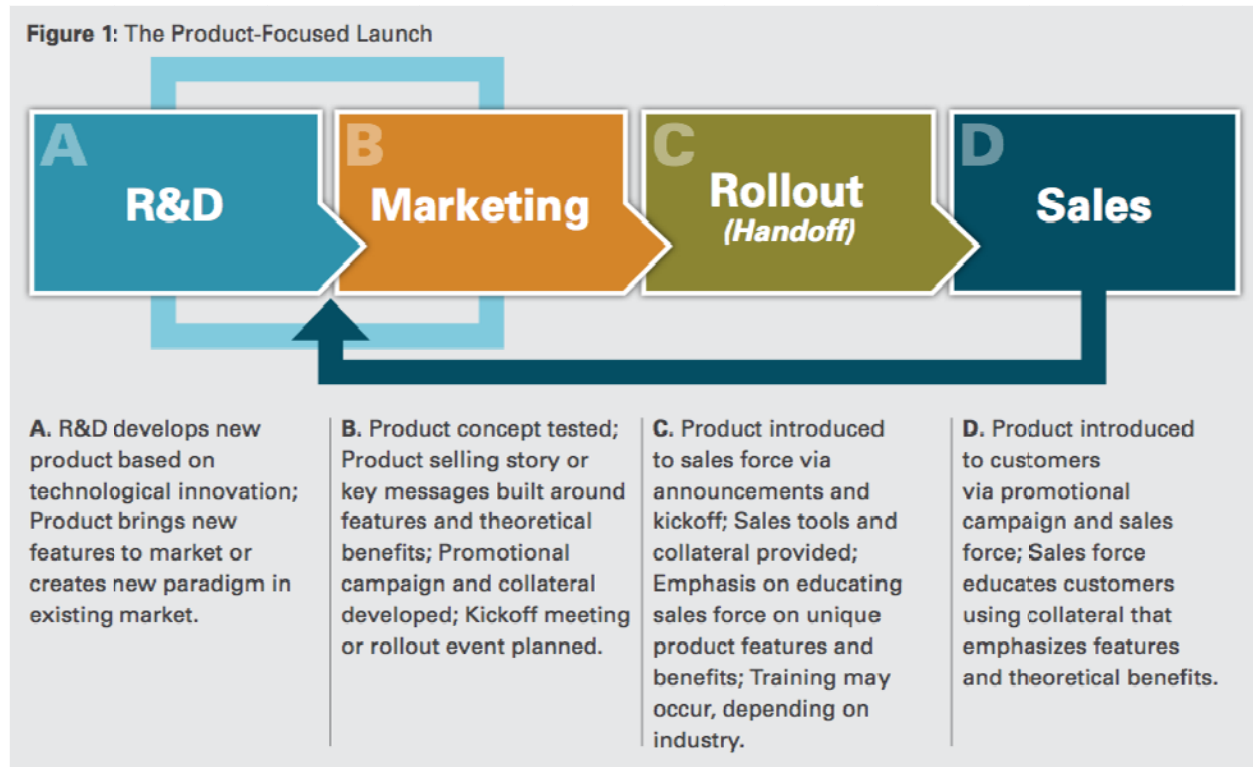 Figure 1: The Product-Focused Launch
A
R&D
B
Marketing
C
Rollout
(Handoff)
D
Sales
A. R&D develops new
product based on
technological innovation;
Product brings new
features to market or
creates new paradigm in
existing market.
B. Product concept tested;
Product selling story or
key messages built around
features and theoretical
benefits; Promotional
campaign and collateral
developed; Kickoff meeting
or rollout event planned.
C. Product introduced
to sales force via
announcements and
kickoff; Sales tools and
collateral provided;
Emphasis on educating
sales force on unique
product features and
benefits; Training may
occur, depending on
industry.
D. Product introduced
to customers
via promotional
campaign and sales
force; Sales force
educates customers
using collateral that
emphasizes features
and theoretical benefits.